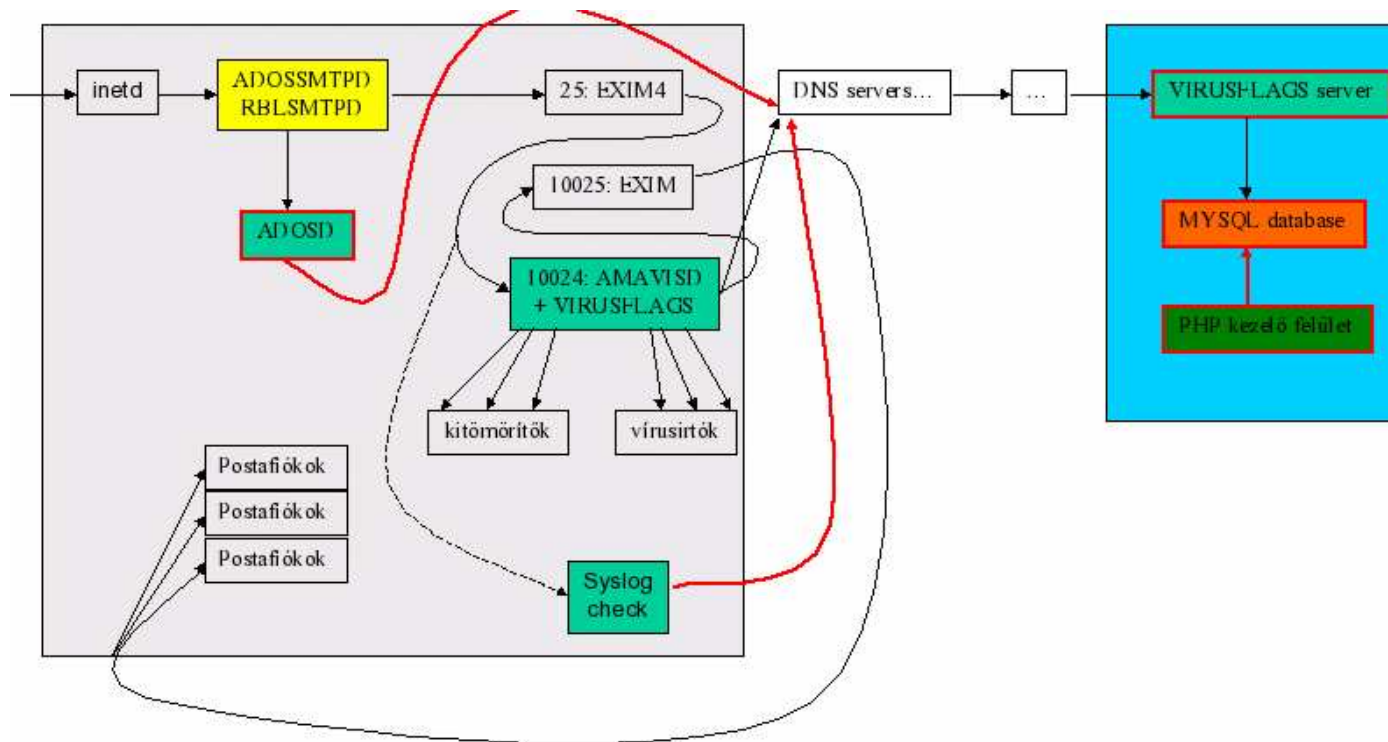 inetd
ADOSSMTPD
RBLSMTPD
25: EXIM4
DNS servers...
...
VIRUSFLAGS server
10025: EXIM
ADOSD
MYSQL database
10024: AMAVISD
+ VIRUSFLAGS
PHP kezelő felület
kitömörítők
vírusirtók
Postafiókok
Postafiókok
Postafiókok
Syslog
check